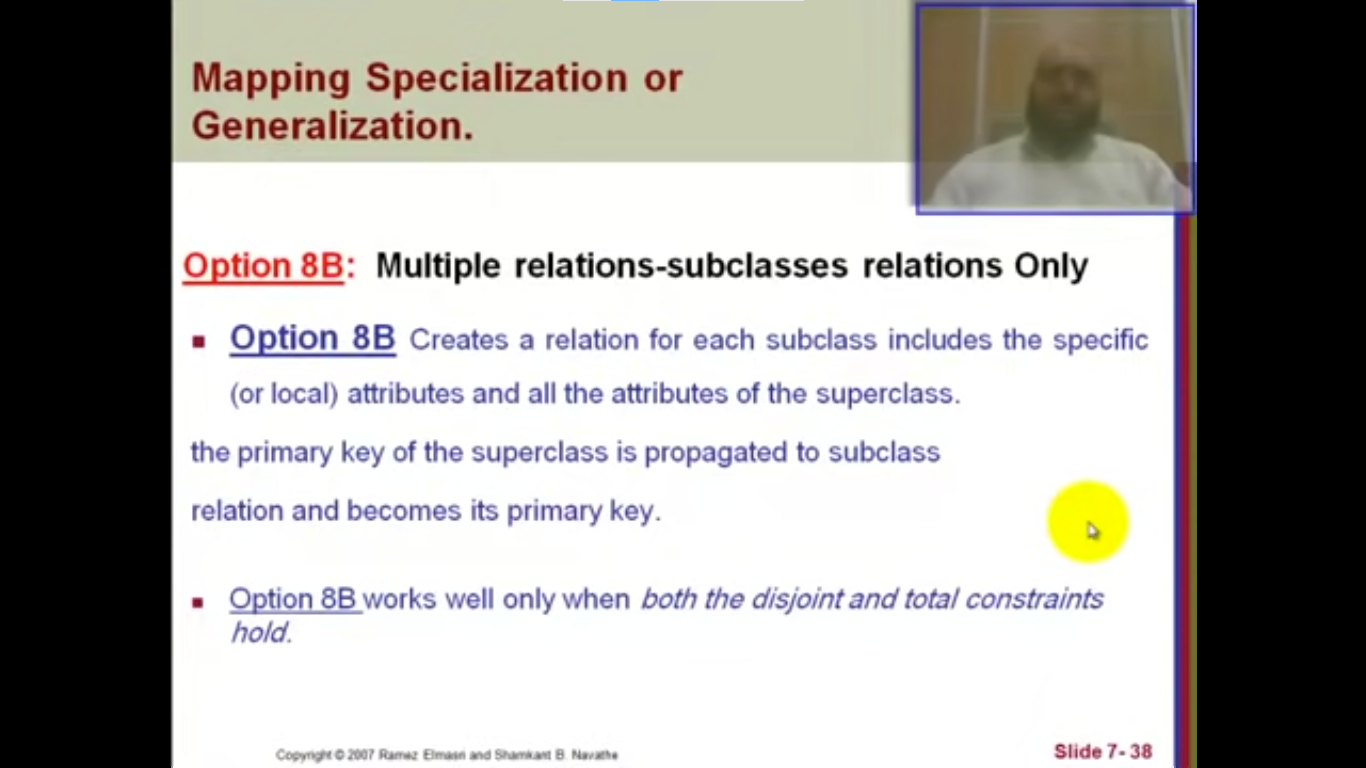 Mapping Specialization or
Generalization.
Option 8B: Multiple relations-subclasses relations Only
Option 8B Creates a relation for each subclass includes the specific
(or local) attributes and all the attributes of the superclass.
the primary key of the superclass is propagated to subclass
relation and becomes its primary key.
Option 8B works well only when both the disjoint and total constraints
hold.
Copyright © 2007 Ramez Elmasri and Shamkant B. Navathe
Slide 7- 38